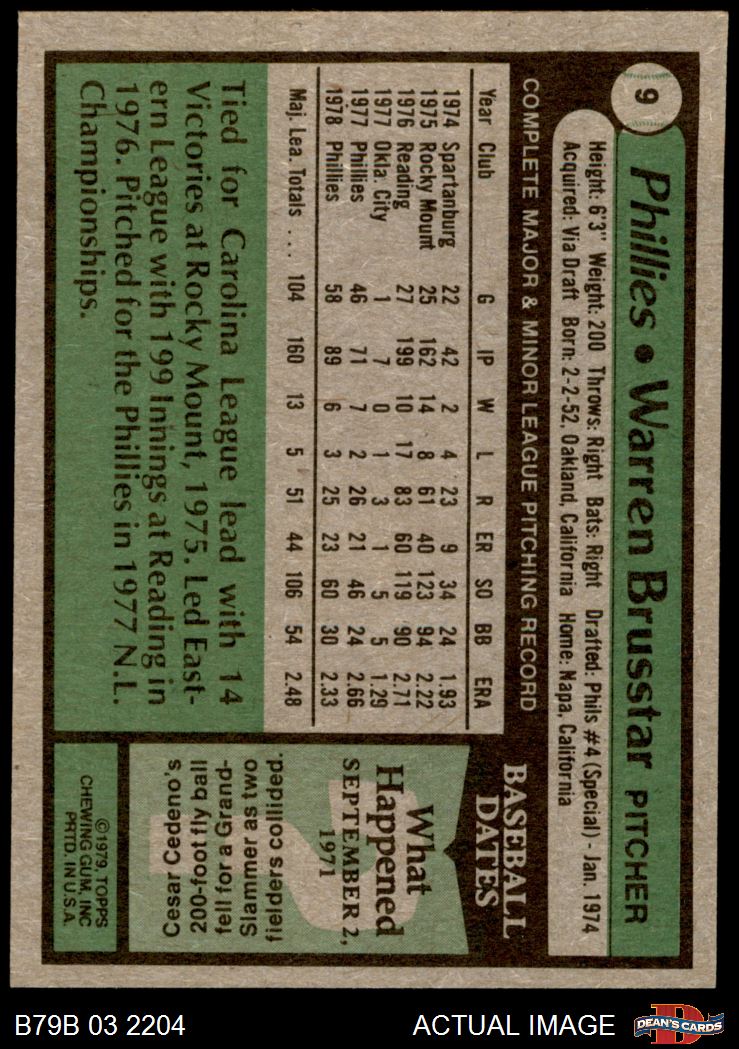 9
Phillies • Warren Brusstar PITCHER
Height: 6'3" Weight: 200 Throws: Right Bats: Right Drafted: Phils #4 (Special) - Jan. 1974
Acquired: Via Draft Born: 2-2-52, Oakland, California Home: Napa, California
COMPLETE MAJOR & MINOR LEAGUE PITCHING RECORD
Year Club G IP W L R ER SO BB ERA
1974 Spartanburg 22 42 2 4 23 9 34 24 1.93
1975 Rocky Mount 25 162 14 8 61 40 123 94 2.22
1976 Reading 27 199 10 17 83 60 119 90 2.71
1977 Okla. City 1 7 0 1 3 1 5 5 1.29
1977 Phillies 46 71 7 2 26 21 46 24 2.66
1978 Phillies 58 89 6 3 25 23 60 30 2.33
Maj. Lea. Totals .... 104 160 13 5 51 44 106 54 2.48
Tied for Carolina League lead with 14
Victories at Rocky Mount, 1975. Led East-
ern League with 199 Innings at Reading in
1976. Pitched for the Phillies in 1977 N.L.
Championships.
BASEBALL
DATES
What
Happened
SEPTEMBER 2,
1971
Cesar Cedeno's
200-foot fly ball
fell for a Grand-
Slammer as two
fielders collided.
©1979, TOPPS
CHEWING GUM, INC
PRTD. IN U.S.A.
B79B 03 2204
ACTUAL IMAGE
DEAN'S CARDS